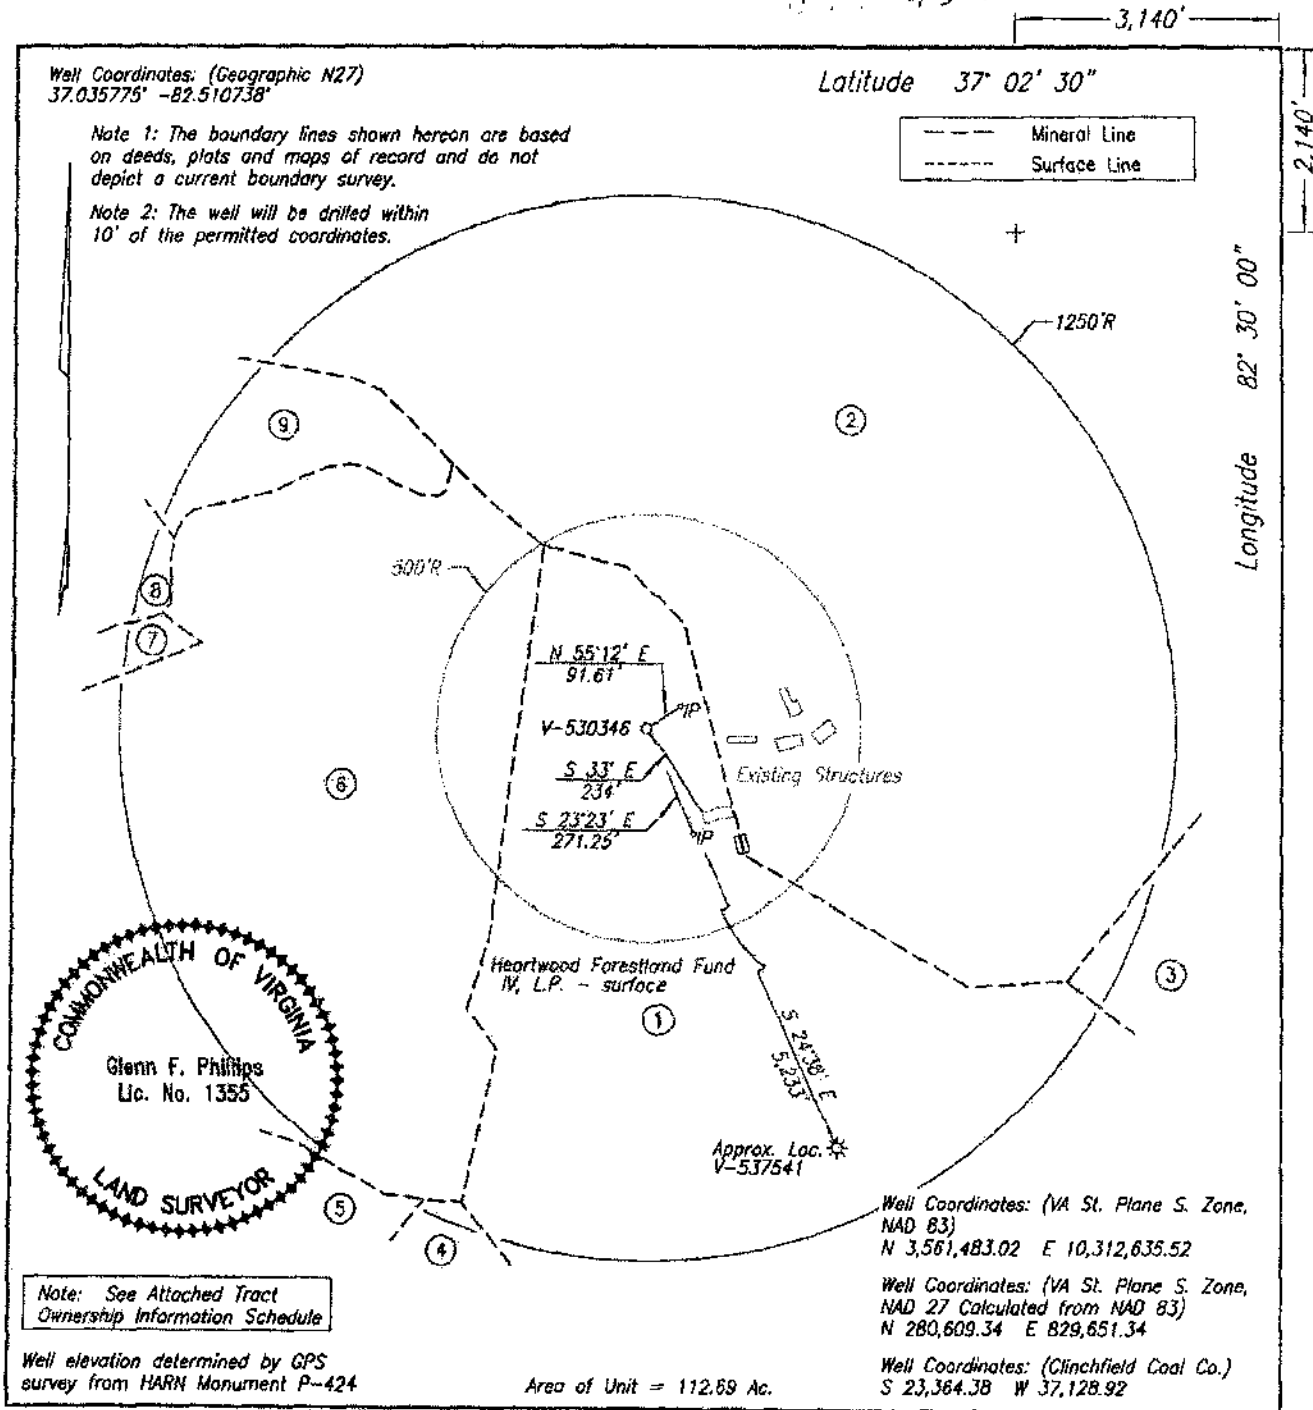 3,140'
Well Coordinates: (Geographic N27)
37.035775° -82.510738°
Latitude 37° 02' 30"
2,140'
Note 1: The boundary lines shown hereon are based
on deeds, plats and maps of record and do not
depict a current boundary survey.
Mineral Line
Surface Line
Note 2: The well will be drilled within
10' of the permitted coordinates.
Longitude 82° 30' 00"
1250'R
2
9
500'R
8
7
N 55°12' E
91.61'
IP
V-530346
S 33° E
234'
Existing Structures
6
S 23°23' E
271.25'
IP
Heartwood Forestland Fund
IV, L.P. - surface
3
1
COMMONWEALTH OF VIRGINIA
Glenn F. Phillips
Lic. No. 1355
LAND SURVEYOR
S 24°38' E
5,233'
Approx. Loc.
V-537541
5
4
Well Coordinates: (VA St. Plane S. Zone,
NAD 83)
N 3,561,483.02 E 10,312,635.52
Note: See Attached Tract
Ownership Information Schedule
Well Coordinates: (VA St. Plane S. Zone,
NAD 27 Calculated from NAD 83)
N 280,609.34 E 829,651.34
Well elevation determined by GPS
survey from HARN Monument P-424
Area of Unit = 112.69 Ac.
Well Coordinates: (Clinchfield Coal Co.)
S 23,364.38 W 37,128.92